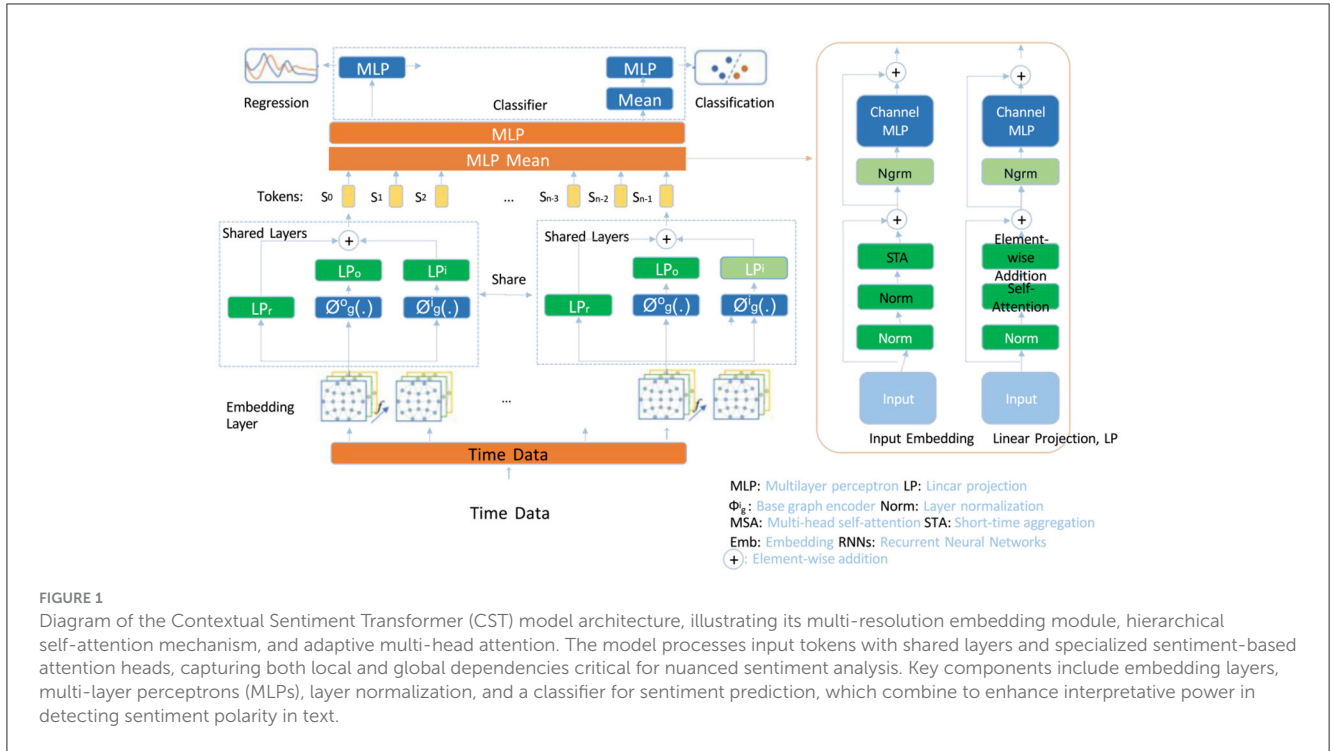 MLP
MLP
Regression
Classifier
Mean
Classification
MLP
MLP Mean
Tokens: S0 S1 S2 ... Sn-3 Sn-2 Sn-1
Shared Layers
LPo LPi
LPr Øog(.) Øig(.)
Share
Shared Layers
LPo LPi
LPr Øog(.) Øig(.)
Embedding
Layer
f
...
f
Time Data
Time Data
+
+
Channel
MLP
Ngrm
+
STA
Norm
Norm
Input
Input Embedding
+
Channel
MLP
Ngrm
+
Element-
wise
Addition
Self-
Attention
Norm
Input
Linear Projection, LP
+
MLP: Multilayer perceptron LP: Lincar projection
Φig: Base graph encoder Norm: Layer normalization
MSA: Multi-head self-attention STA: Short-time aggregation
Emb: Embedding RNNs: Recurrent Neural Networks
+: Element-wise addition
FIGURE 1
Diagram of the Contextual Sentiment Transformer (CST) model architecture, illustrating its multi-resolution embedding module, hierarchical
self-attention mechanism, and adaptive multi-head attention. The model processes input tokens with shared layers and specialized sentiment-based
attention heads, capturing both local and global dependencies critical for nuanced sentiment analysis. Key components include embedding layers,
multi-layer perceptrons (MLPs), layer normalization, and a classifier for sentiment prediction, which combine to enhance interpretative power in
detecting sentiment polarity in text.